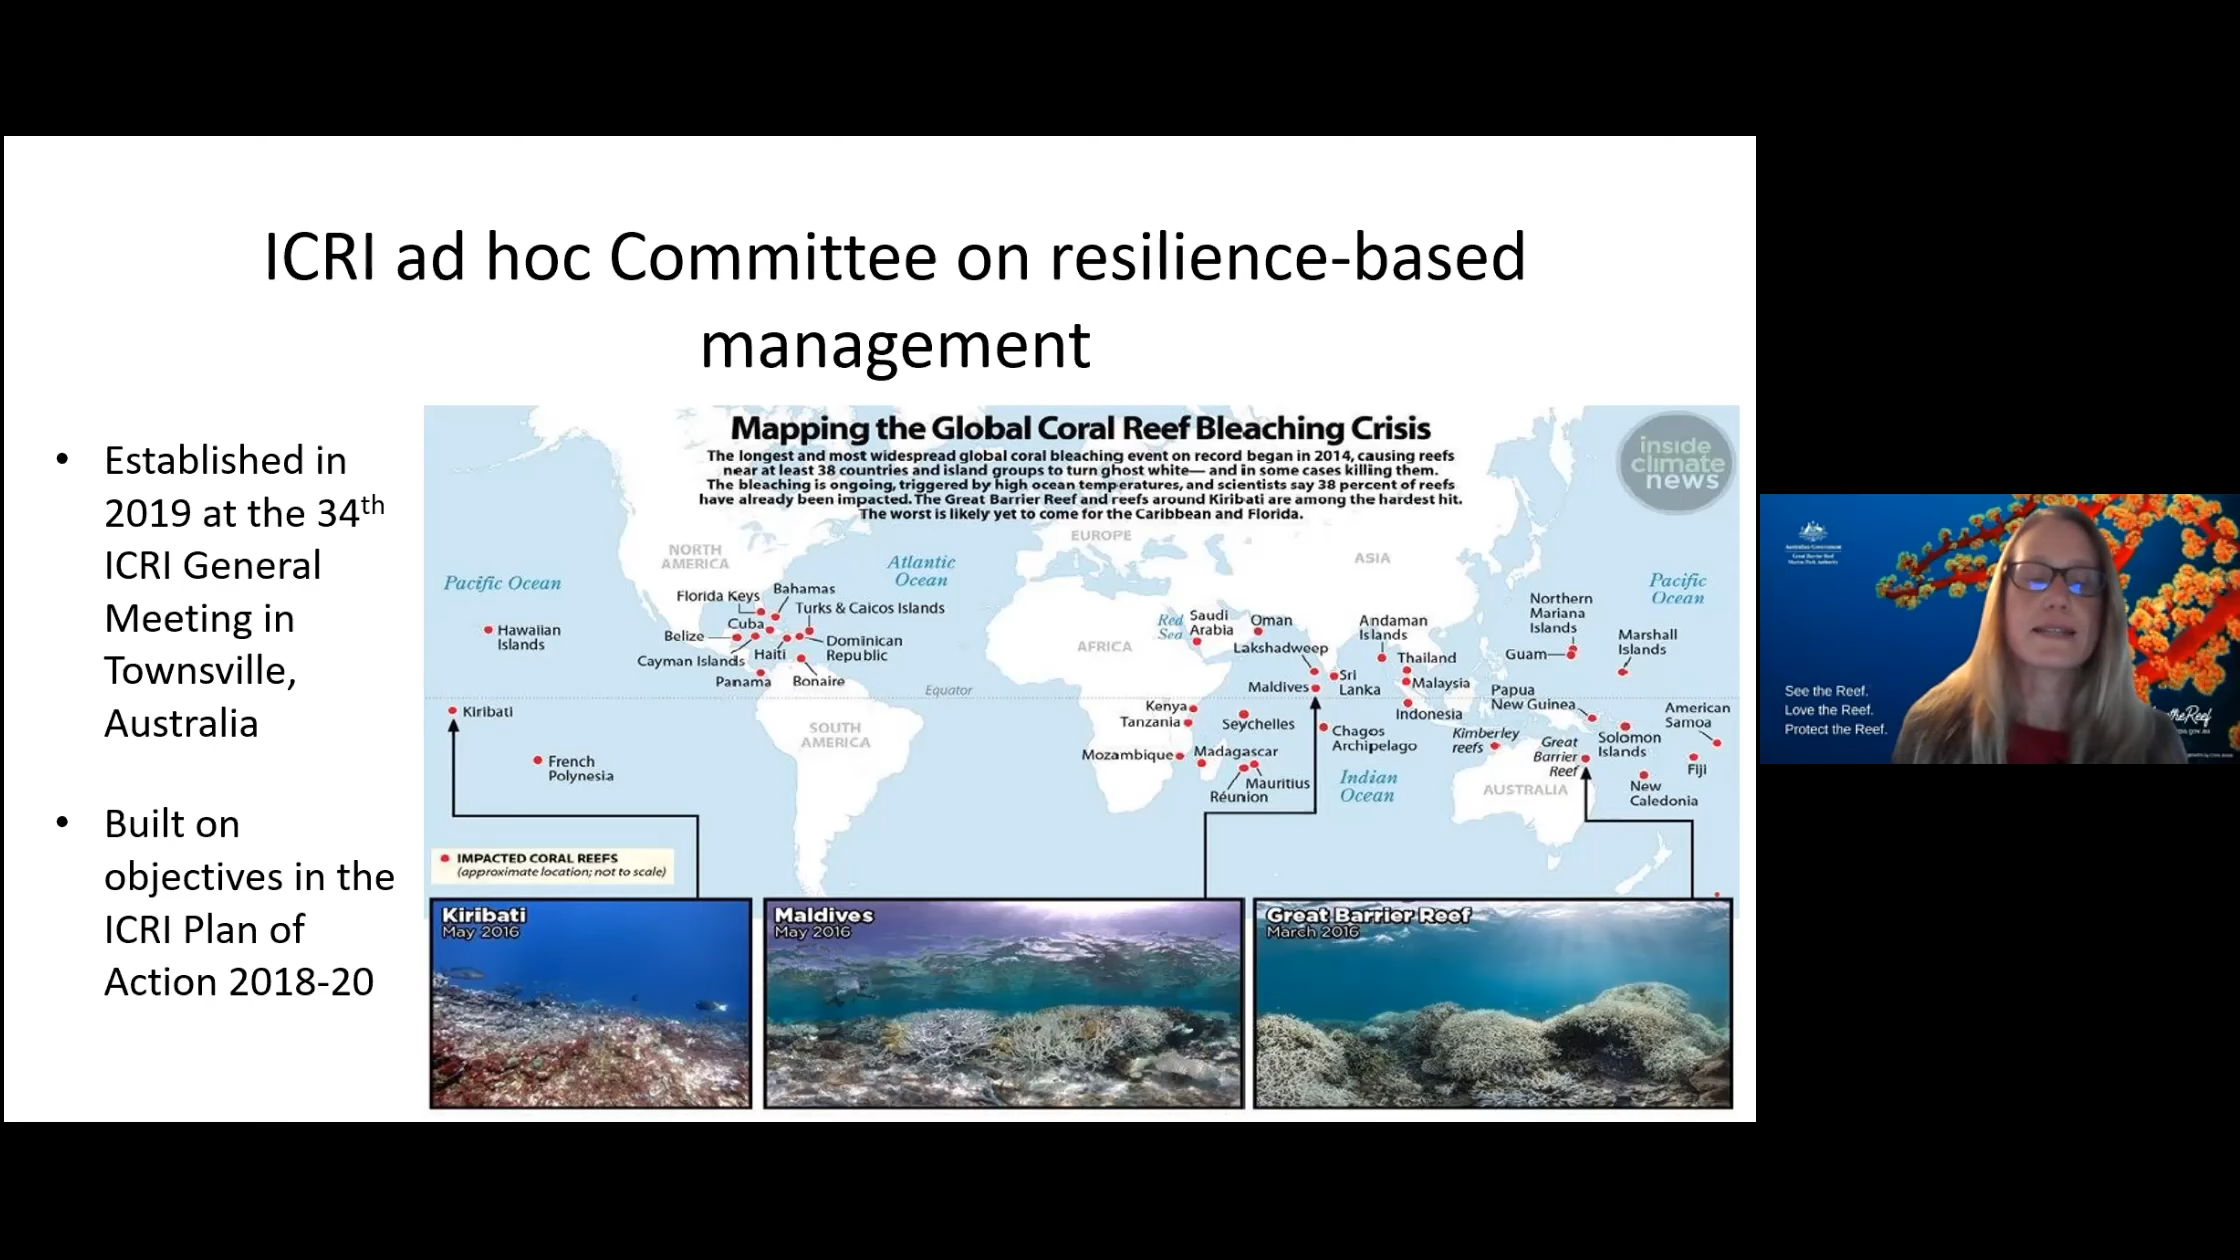 ICRI ad hoc Committee on resilience-based
management
• Established in
2019 at the 34th
ICRI General
Meeting in
Townsville,
Australia
• Built on
objectives in the
ICRI Plan of
Action 2018-20
Mapping the Global Coral Reef Bleaching Crisis
The longest and most widespread global coral bleaching event on record began in 2014, causing reefs
near at least 38 countries and island groups to turn ghost white— and in some cases killing them.
The bleaching is ongoing, triggered by high ocean temperatures, and scientists say 38 percent of reefs
have already been impacted. The Great Barrier Reef and reefs around Kiribati are among the hardest hit.
The worst is likely yet to come for the Caribbean and Florida.
inside
climate
news
NORTH
AMERICA
EUROPE
ASIA
Pacific Ocean
Atlantic
Ocean
Pacific
Ocean
Florida Keys
Bahamas
Turks & Caicos Islands
Cuba
Belize
Dominican
Republic
Cayman Islands
Haiti
Panama
Bonaire
Hawaiian
Islands
Red
Sea
Saudi
Arabia
Oman
Lakshadweep
Andaman
Islands
Northern
Mariana
Islands
Marshall
Islands
AFRICA
Guam
Thailand
Malaysia
Maldives
Sri
Lanka
Equator
Kiribati
Kenya
Tanzania
Seychelles
Indonesia
Papua
New Guinea
American
Samoa
SOUTH
AMERICA
Chagos
Archipelago
Kimberley
reefs
Great
Barrier
Reef
Solomon
Islands
Mozambique
Madagascar
French
Polynesia
Mauritius
Réunion
Indian
Ocean
AUSTRALIA
Fiji
New
Caledonia
IMPACTED CORAL REEFS
(approximate location; not to scale)
Kiribati
May 2016
Maldives
May 2016
Great Barrier Reef
March 2016
Australian Government
Great Barrier Reef
Marine Park Authority
See the Reef.
Love the Reef.
Protect the Reef.